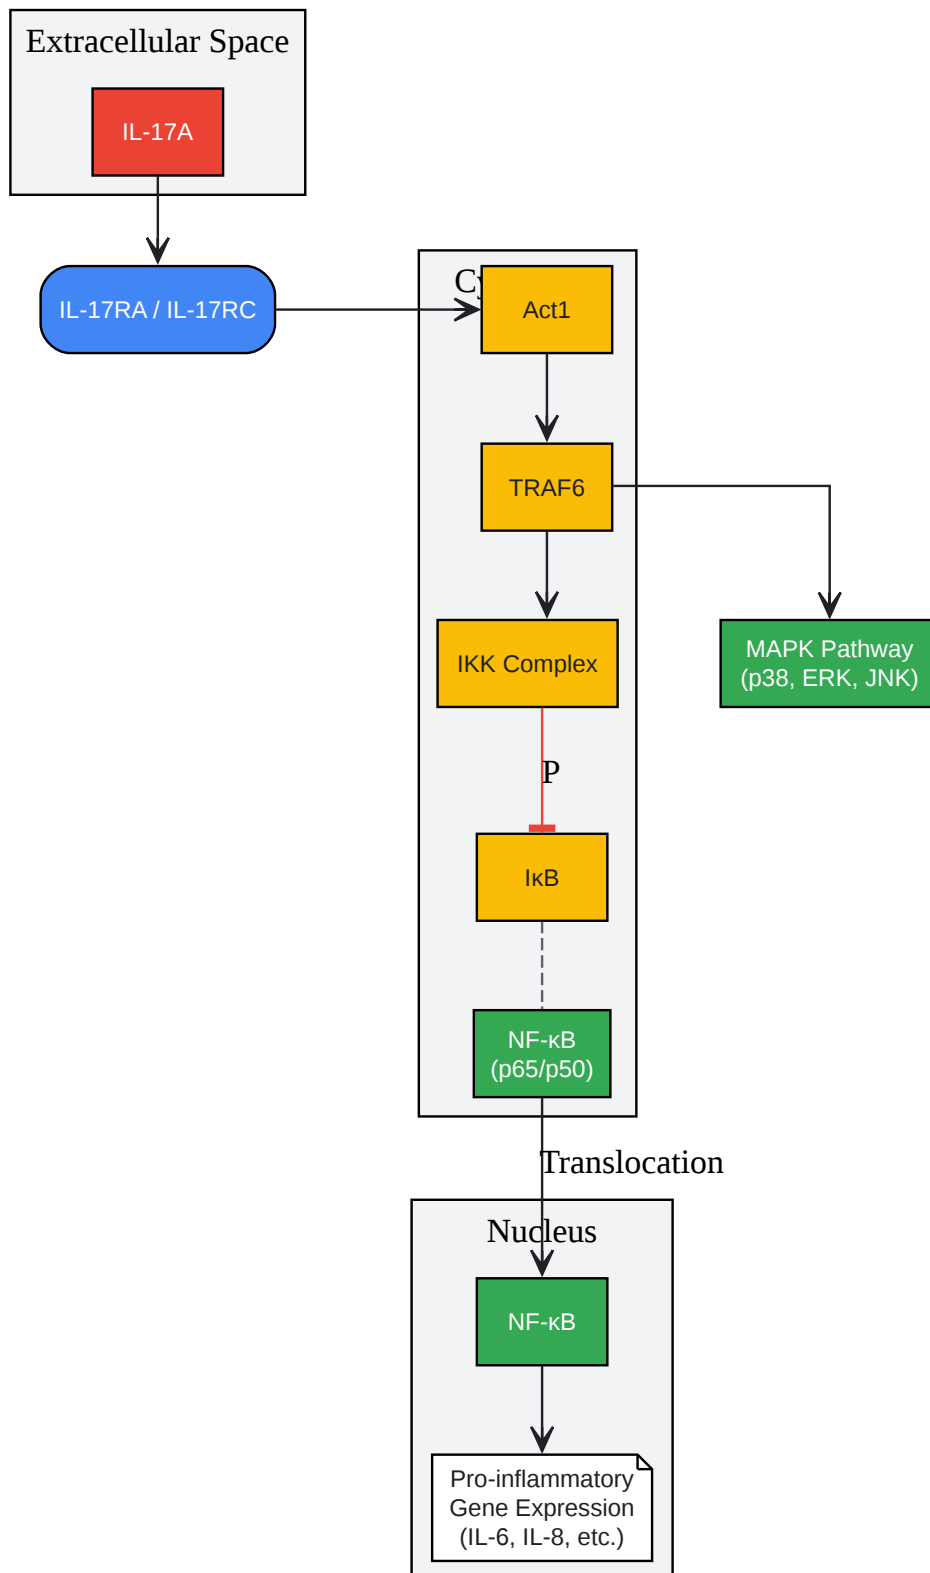 Extracellular Space
IL-17A
IL-17RA / IL-17RC
Act1
TRAF6
IKK Complex
MAPK Pathway
(p38, ERK, JNK)
P
IκB
NF-κB
(p65/p50)
Translocation
Nucleus
NF-κB
Pro-inflammatory
Gene Expression
(IL-6, IL-8, etc.)